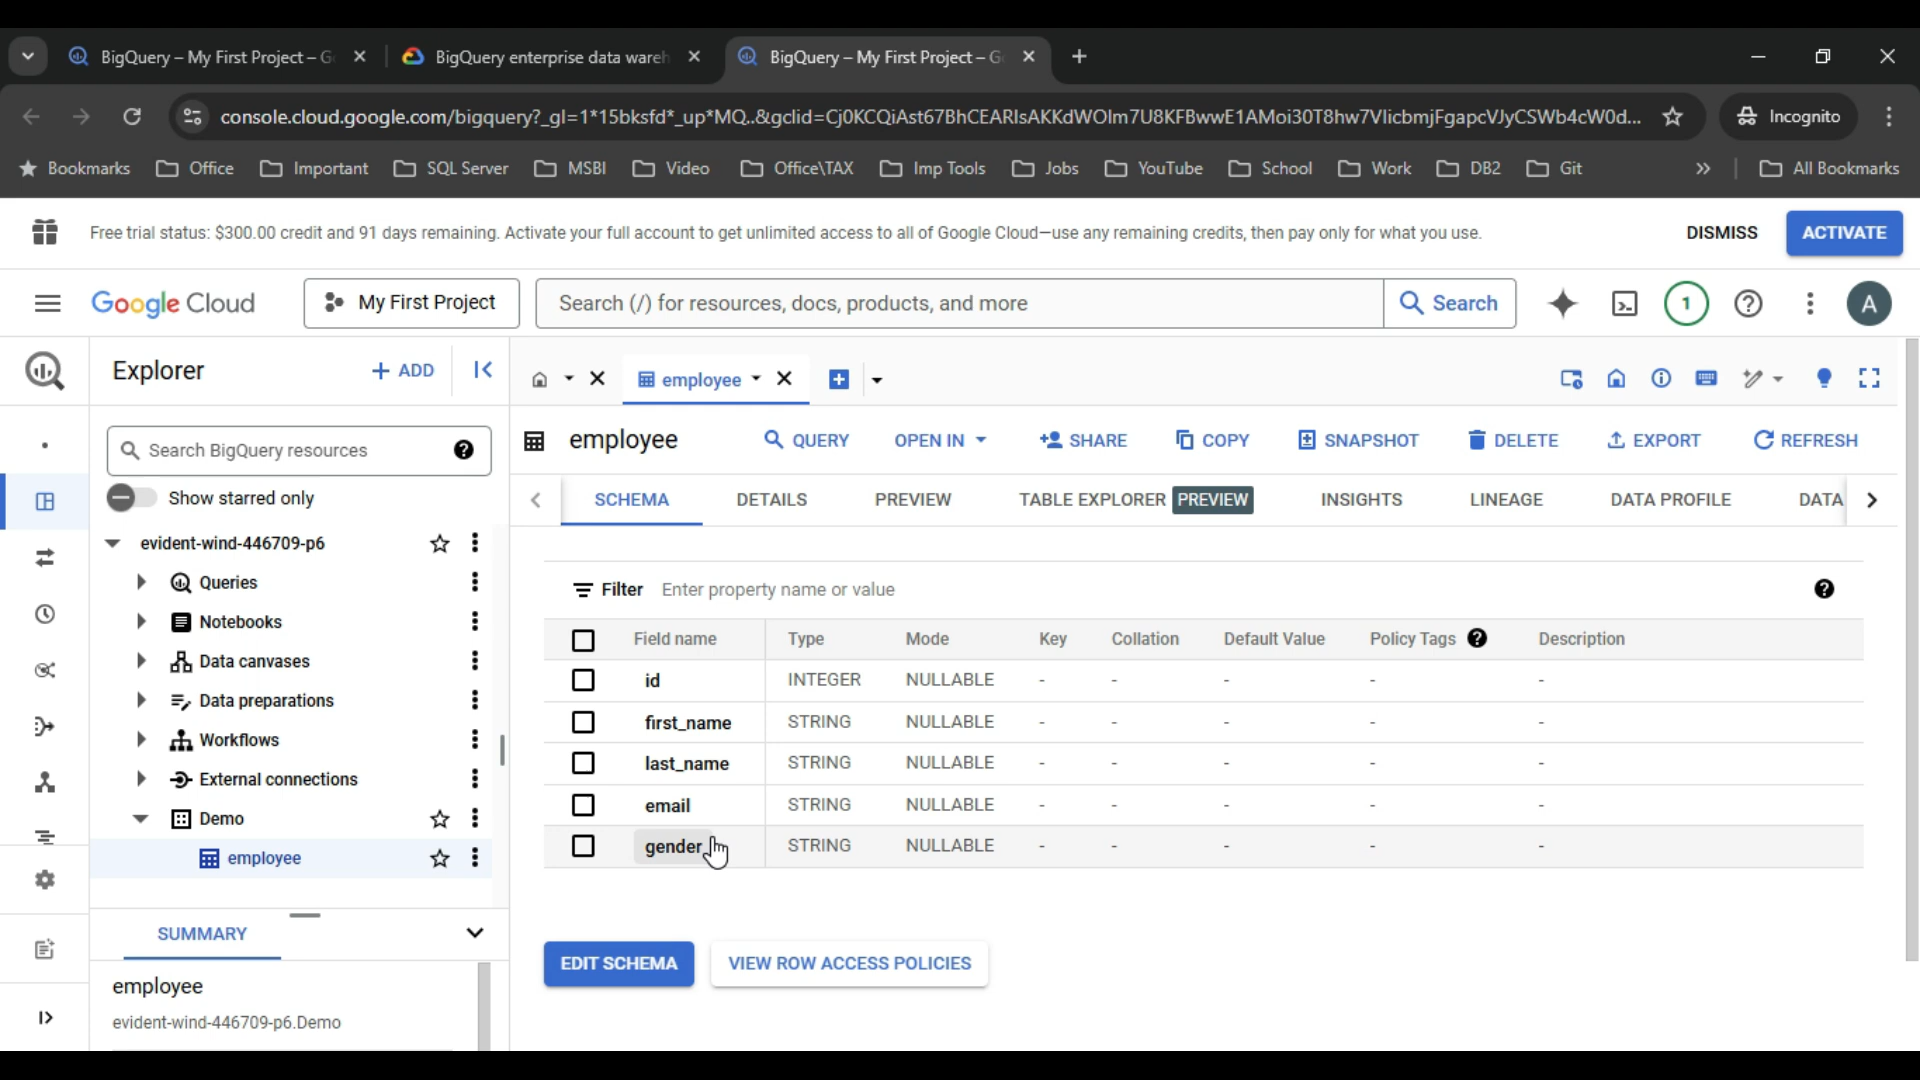 BigQuery – My First Project – G
BigQuery enterprise data wareh
BigQuery – My First Project – G
console.cloud.google.com/bigquery?_gl=1*15bksfd*_up*MQ..&gclid=Cj0KCQiAst67BhCEARIsAKKdWOlm7U8KFBwwE1AMoi30T8hw7VlicbmjFgapcVJyCSWb4cW0d...
Incognito
Bookmarks Office Important SQL Server MSBI Video Office\TAX Imp Tools Jobs YouTube School Work DB2 Git » All Bookmarks
Free trial status: $300.00 credit and 91 days remaining. Activate your full account to get unlimited access to all of Google Cloud—use any remaining credits, then pay only for what you use.
DISMISS ACTIVATE
Google Cloud My First Project Search (/) for resources, docs, products, and more Search 1 A
Explorer + ADD
employee
Search BigQuery resources
Show starred only
evident-wind-446709-p6
Queries
Notebooks
Data canvases
Data preparations
Workflows
External connections
Demo
employee
SUMMARY
employee
evident-wind-446709-p6.Demo
employee QUERY OPEN IN SHARE COPY SNAPSHOT DELETE EXPORT REFRESH
SCHEMA DETAILS PREVIEW TABLE EXPLORER PREVIEW INSIGHTS LINEAGE DATA PROFILE DATA
Filter Enter property name or value
Field name Type Mode Key Collation Default Value Policy Tags Description
id INTEGER NULLABLE - - - - -
first_name STRING NULLABLE - - - - -
last_name STRING NULLABLE - - - - -
email STRING NULLABLE - - - - -
gender STRING NULLABLE - - - - -
EDIT SCHEMA VIEW ROW ACCESS POLICIES